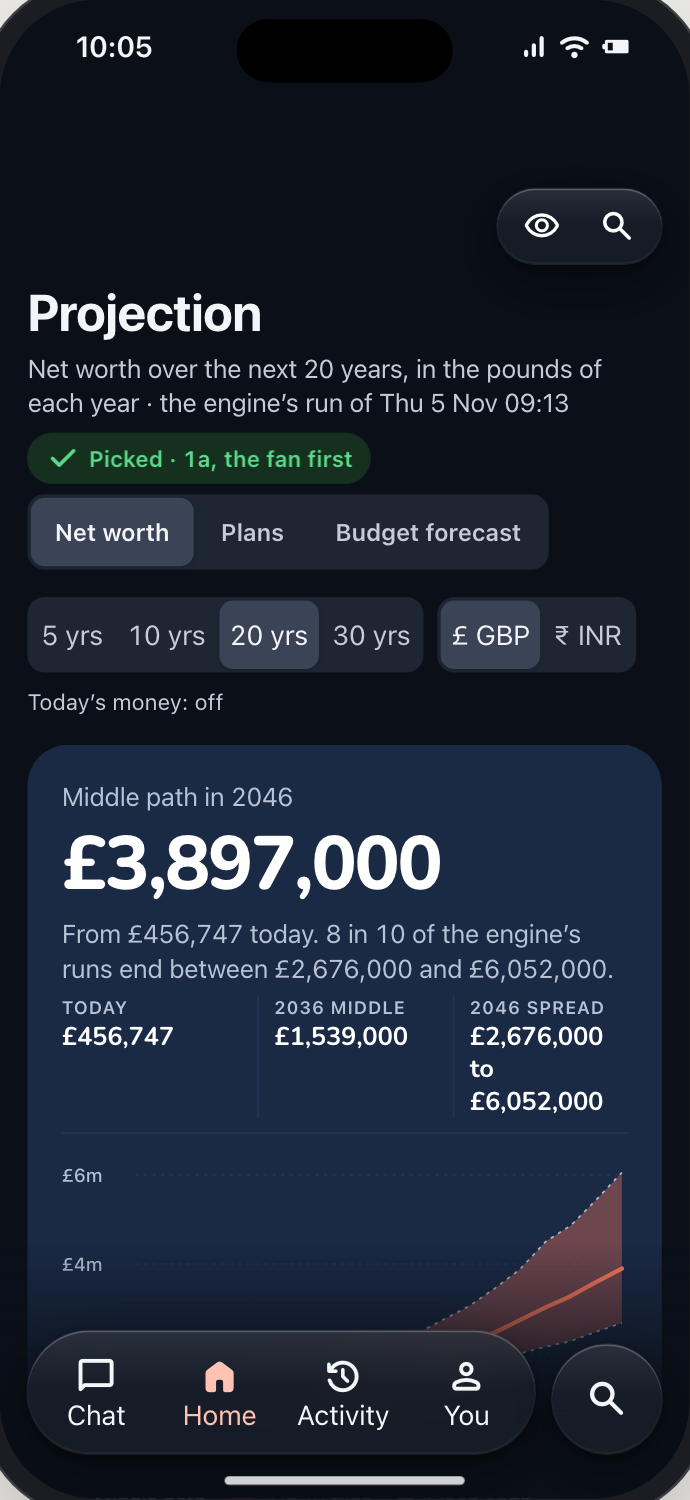 10:05
Projection
Net worth over the next 20 years, in the pounds of
each year · the engine’s run of Thu 5 Nov 09:13
Picked · 1a, the fan first
Net worth Plans Budget forecast
5 yrs 10 yrs 20 yrs 30 yrs £ GBP ₹ INR
Today’s money: off
Middle path in 2046
£3,897,000
From £456,747 today. 8 in 10 of the engine’s
runs end between £2,676,000 and £6,052,000.
TODAY 2036 MIDDLE 2046 SPREAD
£456,747 £1,539,000 £2,676,000
to
£6,052,000
£6m
£4m
Chat Home Activity You